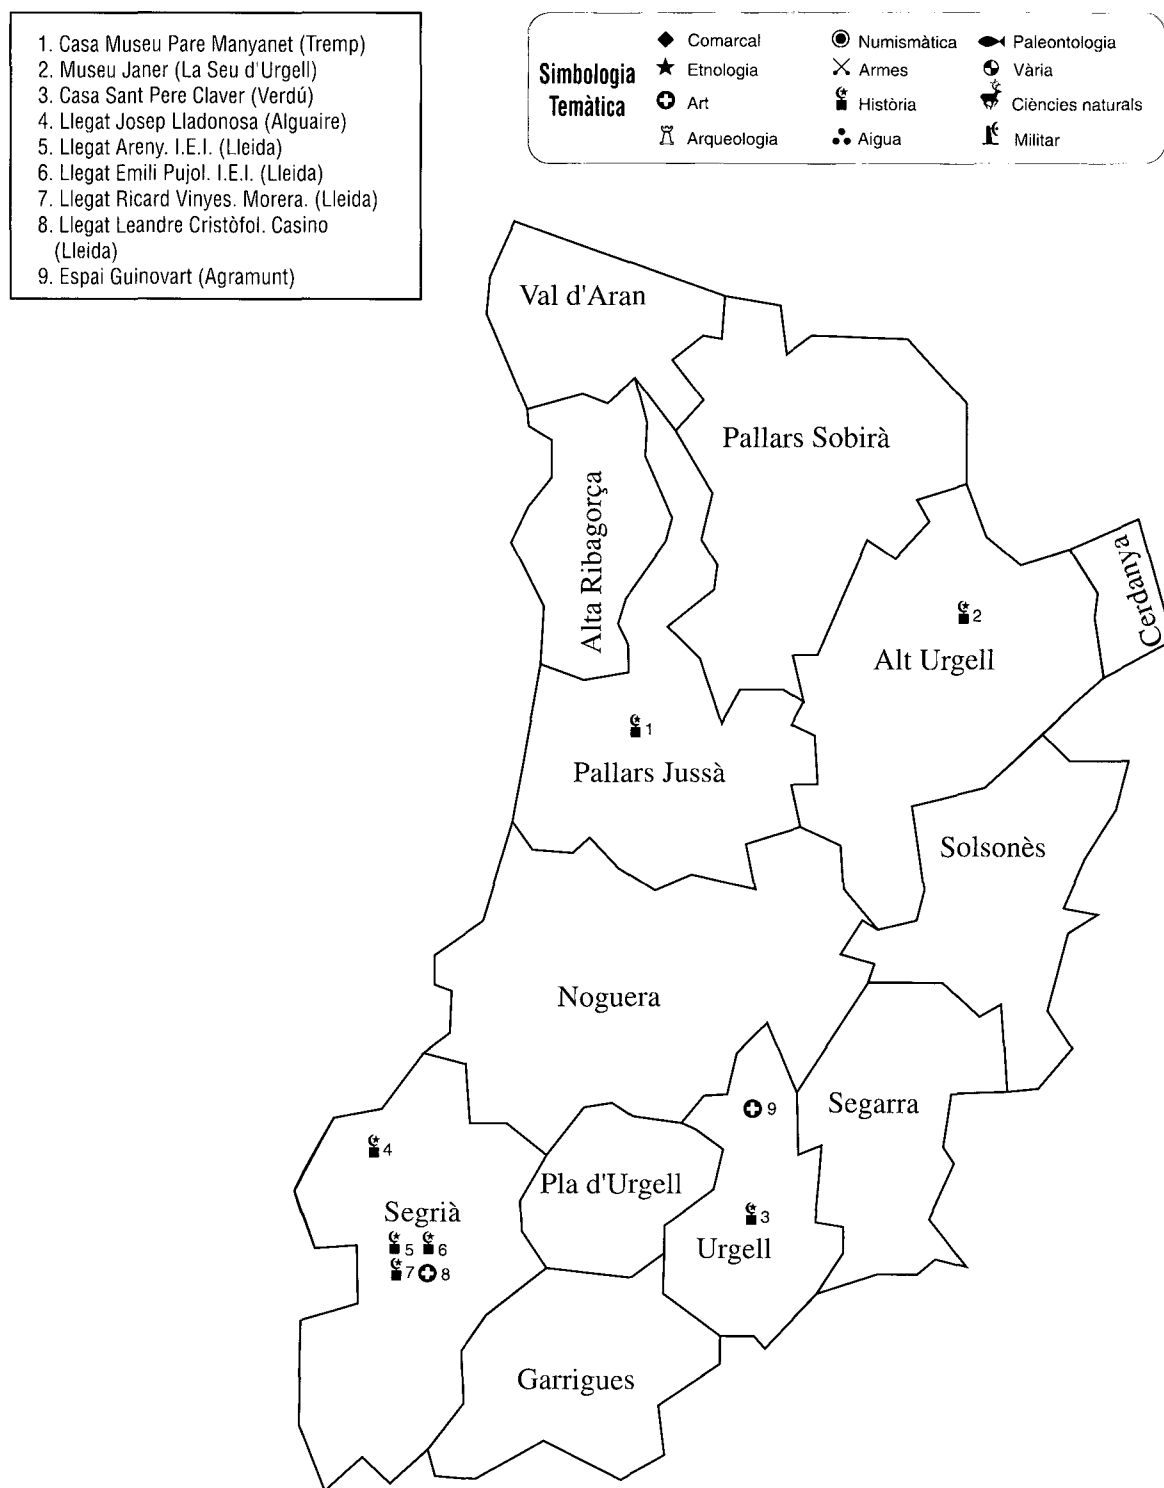 1. Casa Museu Pare Manyanet (Tremp)
2. Museu Janer (La Seu d'Urgell)
3. Casa Sant Pere Claver (Verdú)
4. Llegat Josep Lladonosa (Alguaire)
5. Llegat Areny. I.E.I. (Lleida)
6. Llegat Emili Pujol. I.E.I. (Lleida)
7. Llegat Ricard Vinyes. Morera. (Lleida)
8. Llegat Leandre Cristòfol. Casino
(Lleida)
9. Espai Guinovart (Agramunt)
Simbologia
Temàtica
Comarcal
Etnologia
Art
Arqueologia
Numismàtica
Armes
Història
Aigua
Paleontologia
Vària
Ciències naturals
Militar
Val d'Aran
Pallars Sobirà
Alta Ribagorça
Cerdanya
2
Alt Urgell
1
Pallars Jussà
Solsonès
Noguera
Segarra
9
4
Pla d'Urgell
Segrià
3
Urgell
5 6
7 8
Garrigues